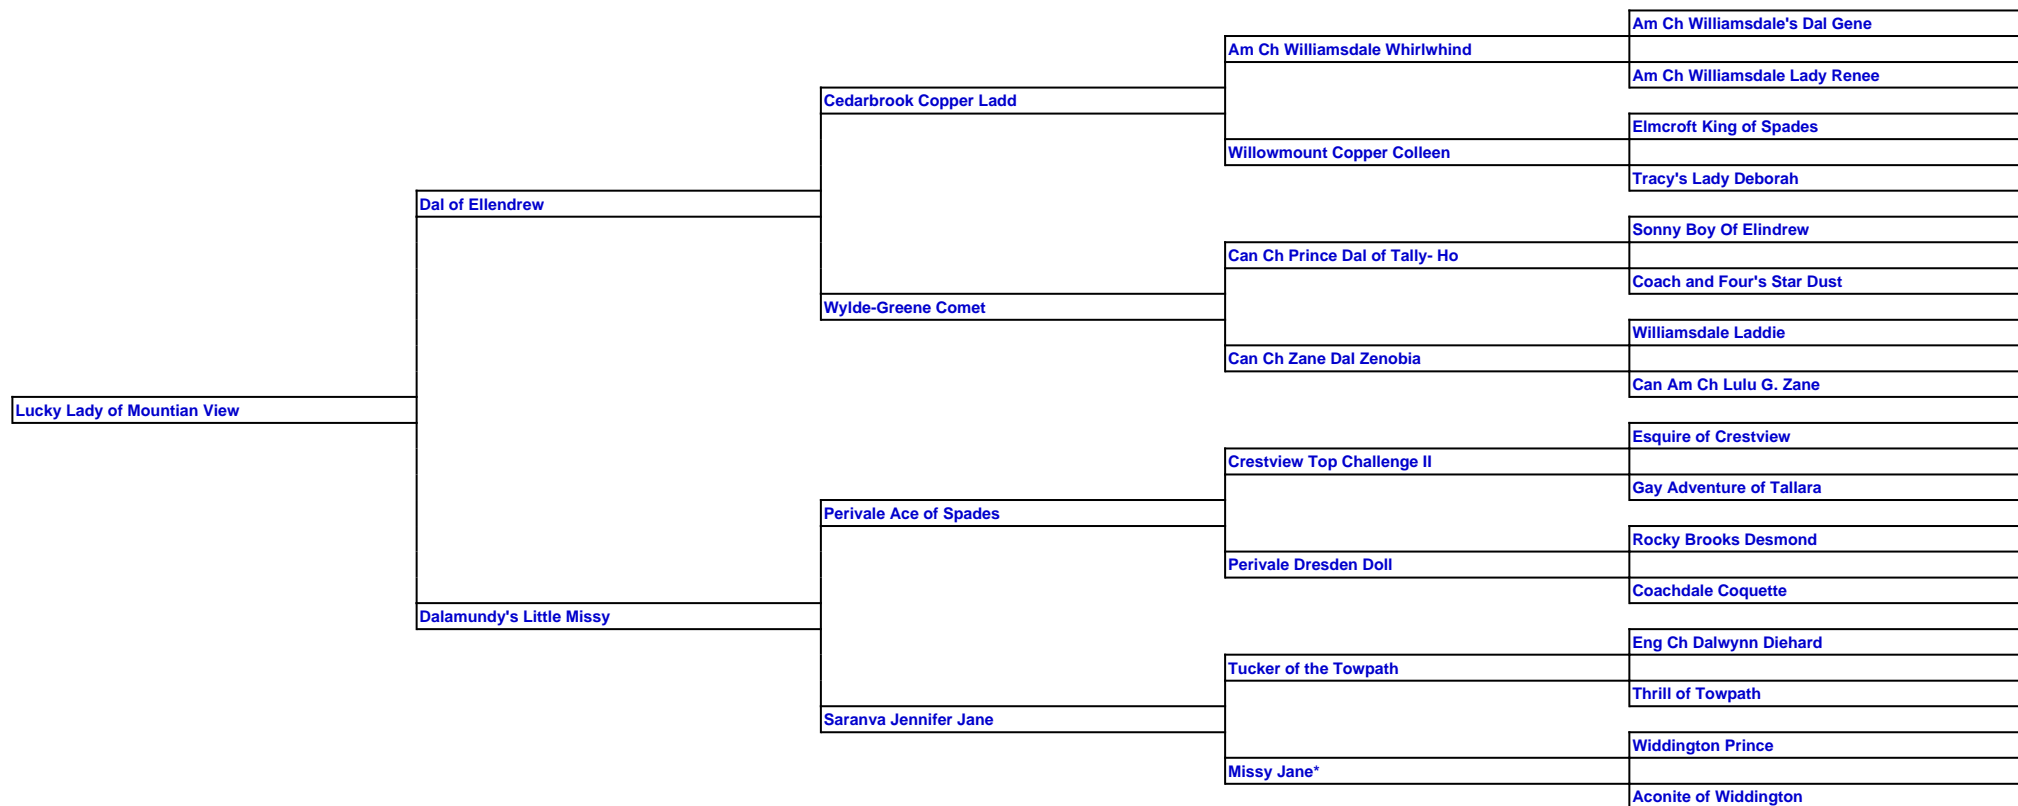 Am Ch Williamsdale's Dal Gene
Am Ch Williamsdale Whirlwhind
Am Ch Williamsdale Lady Renee
Cedarbrook Copper Ladd
Elmcroft King of Spades
Willowmount Copper Colleen
Tracy's Lady Deborah
Dal of Ellendrew
Sonny Boy Of Elindrew
Can Ch Prince Dal of Tally- Ho
Coach and Four's Star Dust
Wylde-Greene Comet
Williamsdale Laddie
Can Ch Zane Dal Zenobia
Can Am Ch Lulu G. Zane
Lucky Lady of Mountian View
Esquire of Crestview
Crestview Top Challenge II
Gay Adventure of Tallara
Perivale Ace of Spades
Rocky Brooks Desmond
Perivale Dresden Doll
Coachdale Coquette
Dalamundy's Little Missy
Eng Ch Dalwynn Diehard
Tucker of the Towpath
Thrill of Towpath
Saranva Jennifer Jane
Widdington Prince
Missy Jane*
Aconite of Widdington